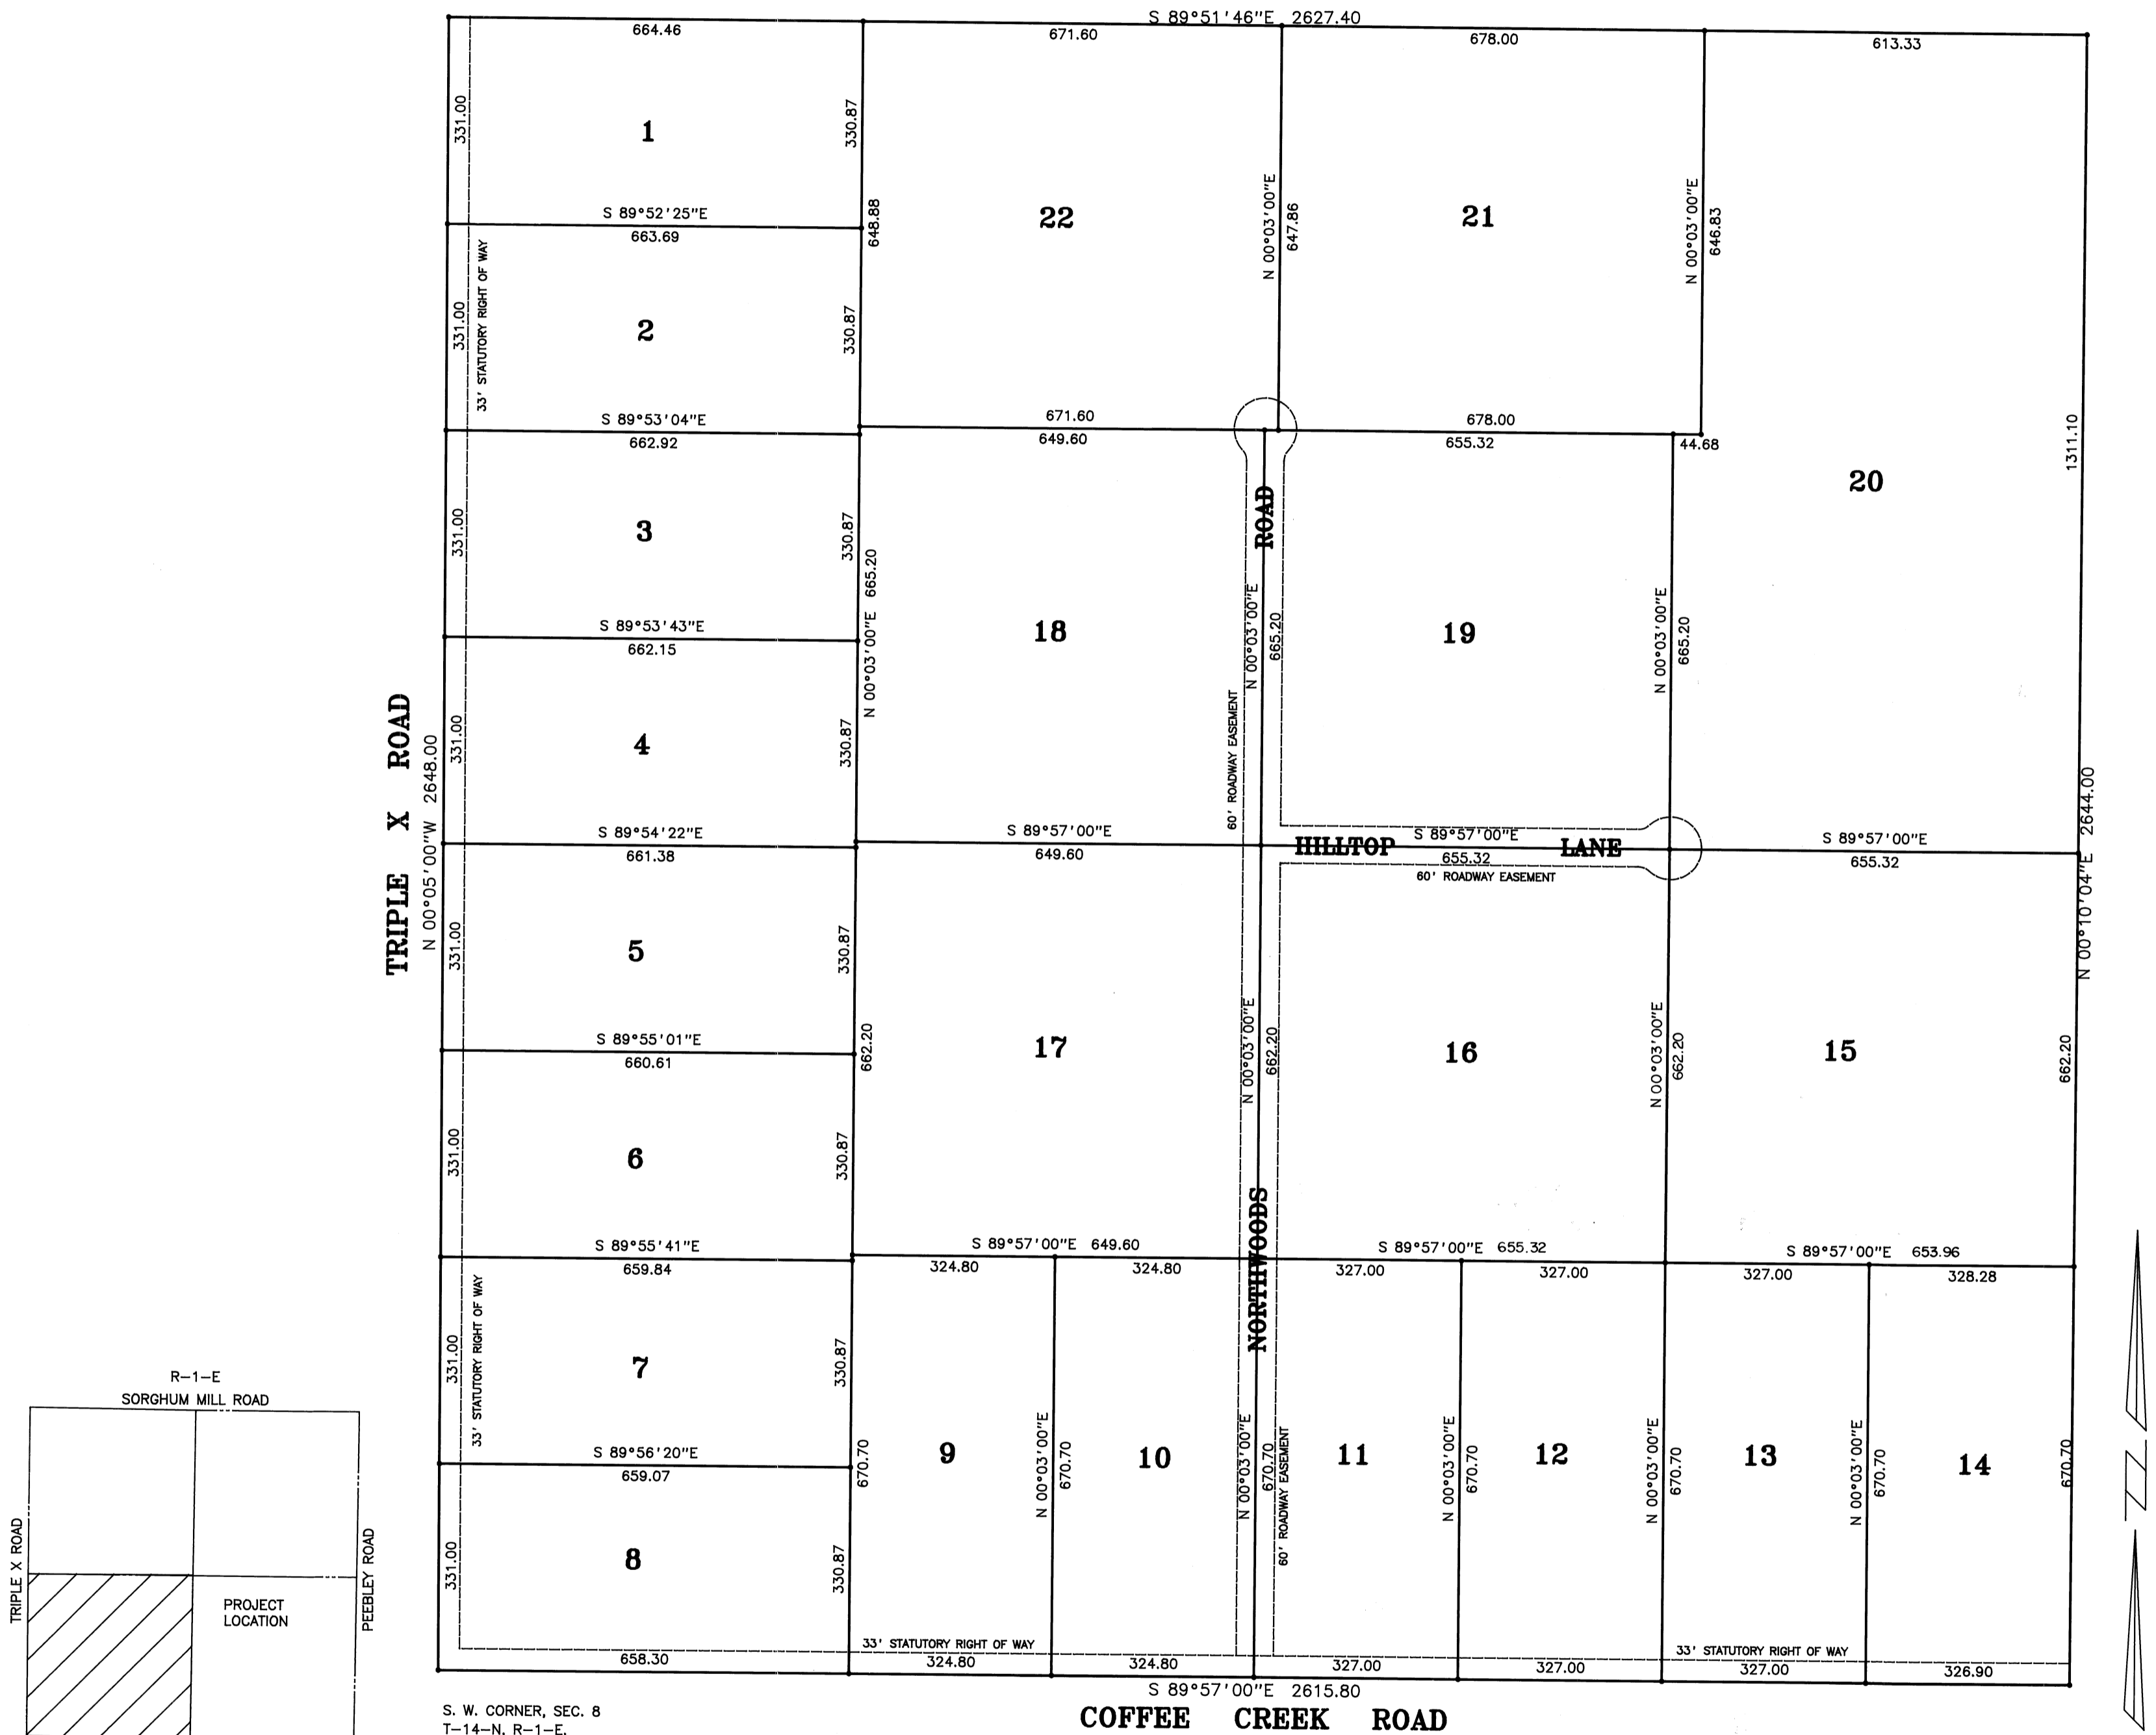 S 89°51'46"E 2627.40
664.46
671.60
678.00
613.33
331.00
1
330.87
S 89°52'25"E
663.69
648.88
22
N 00°03'00"E
647.86
21
N 00°03'00"E
646.83
33' STATUTORY RIGHT OF WAY
331.00
2
330.87
S 89°53'04"E
662.92
671.60
649.60
678.00
655.32
44.68
1311.10
20
331.00
3
330.87
N 00°03'00"E 665.20
ROAD
S 89°53'43"E
662.15
18
N 00°03'00"E
665.20
19
N 00°03'00"E
665.20
60' ROADWAY EASEMENT
TRIPLE X ROAD
N 00°05'00"W 2648.00
331.00
4
330.87
S 89°54'22"E
661.38
S 89°57'00"E
649.60
HILLTOP LANE
S 89°57'00"E
655.32
60' ROADWAY EASEMENT
S 89°57'00"E
655.32
N 00°10'04"E 2644.00
331.00
5
330.87
S 89°55'01"E
660.61
662.20
17
N 00°03'00"E
662.20
16
N 00°03'00"E
662.20
15
662.20
331.00
6
330.87
S 89°55'41"E
659.84
S 89°57'00"E 649.60
324.80
324.80
NORTHWOODS
S 89°57'00"E 655.32
327.00
327.00
S 89°57'00"E 653.96
327.00
328.28
33' STATUTORY RIGHT OF WAY
331.00
7
330.87
S 89°56'20"E
659.07
670.70
9
N 00°03'00"E
670.70
10
N 00°03'00"E
670.70
60' ROADWAY EASEMENT
11
N 00°03'00"E
670.70
12
N 00°03'00"E
670.70
13
N 00°03'00"E
670.70
14
670.70
331.00
8
330.87
33' STATUTORY RIGHT OF WAY
33' STATUTORY RIGHT OF WAY
658.30
324.80
324.80
327.00
327.00
327.00
326.90
S 89°57'00"E 2615.80
COFFEE CREEK ROAD
S. W. CORNER, SEC. 8
T-14-N, R-1-E.
R-1-E
SORGHUM MILL ROAD
TRIPLE X ROAD
PEEBLEY ROAD
PROJECT
LOCATION
N